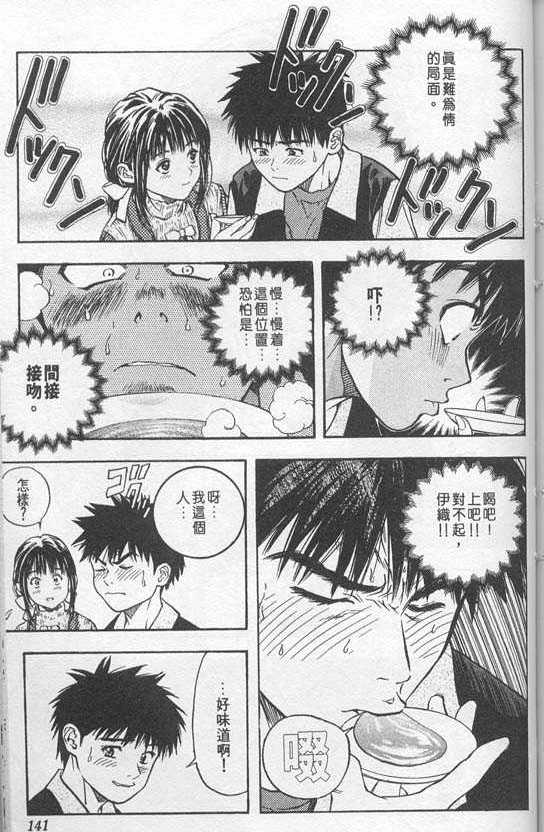 真是難為情
的局面。
ドックン
ドックン
ドックン
吓!?
慢…慢着…
這個位置…
恐怕是…
間接
接吻。
喝吧!
上吧!!
對不起，
伊織!!
啜
呀…
我這個
人…
ゴゴ
怎樣?
…好味道啊!
141